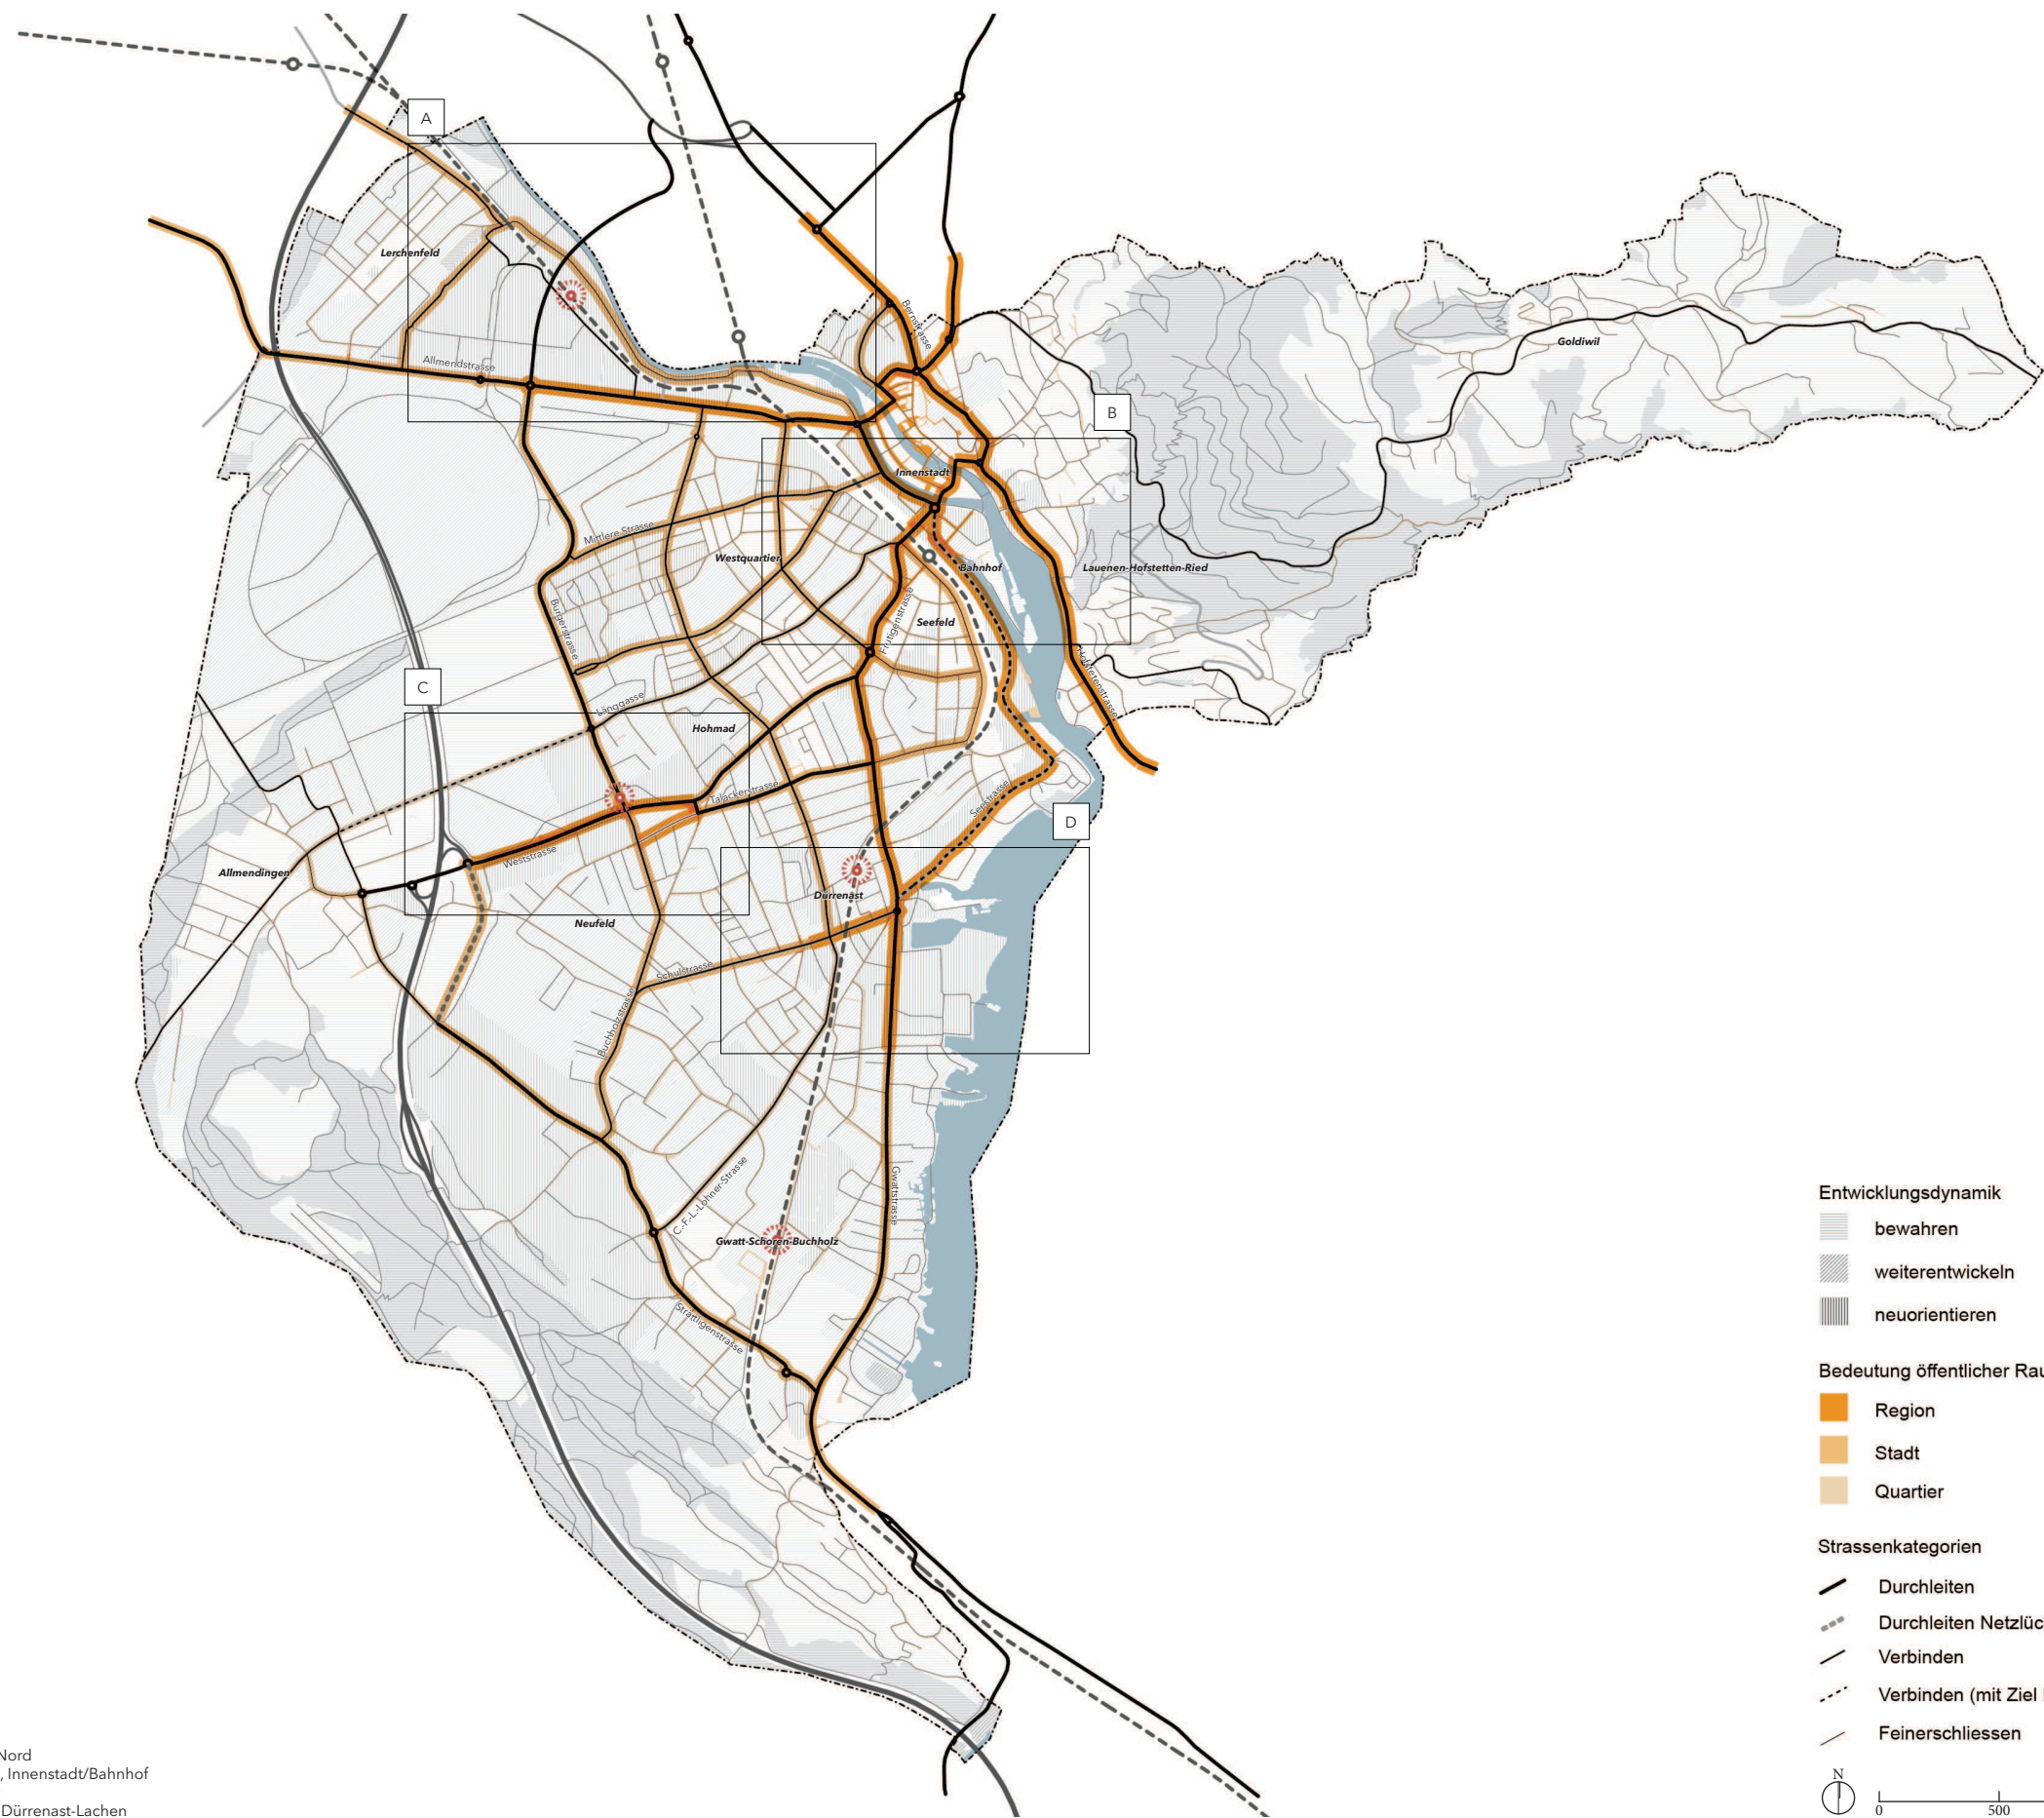 A
Lerchenfeld
Bernstrasse
Goldiwil
Allmendstrasse
B
Innenstadt
Mittlere Strasse
Westquartier
Bahnhof
Lauenen-Hofstetten-Ried
Burgerstrasse
Frutigenstrasse
Seefeld
Hofstettenstrasse
C
Länggasse
Hohmad
Talackerstrasse
Seestrasse
D
Weststrasse
Allmendingen
Dürrenast
Neufeld
Schulstrasse
Buchholzstrasse
C.-F.-L.-Lohner-Strasse
Gwattstrasse
Gwatt-Schoren-Buchholz
Strättligenstrasse
Entwicklungsdynamik
bewahren
weiterentwickeln
neuorientieren
Bedeutung öffentlicher Rau
Region
Stadt
Quartier
Strassenkategorien
Durchleiten
Durchleiten Netzlüc
Verbinden
Verbinden (mit Ziel
Feinerschliessen
N
0 500
Nord
, Innenstadt/Bahnhof
Dürrenast-Lachen